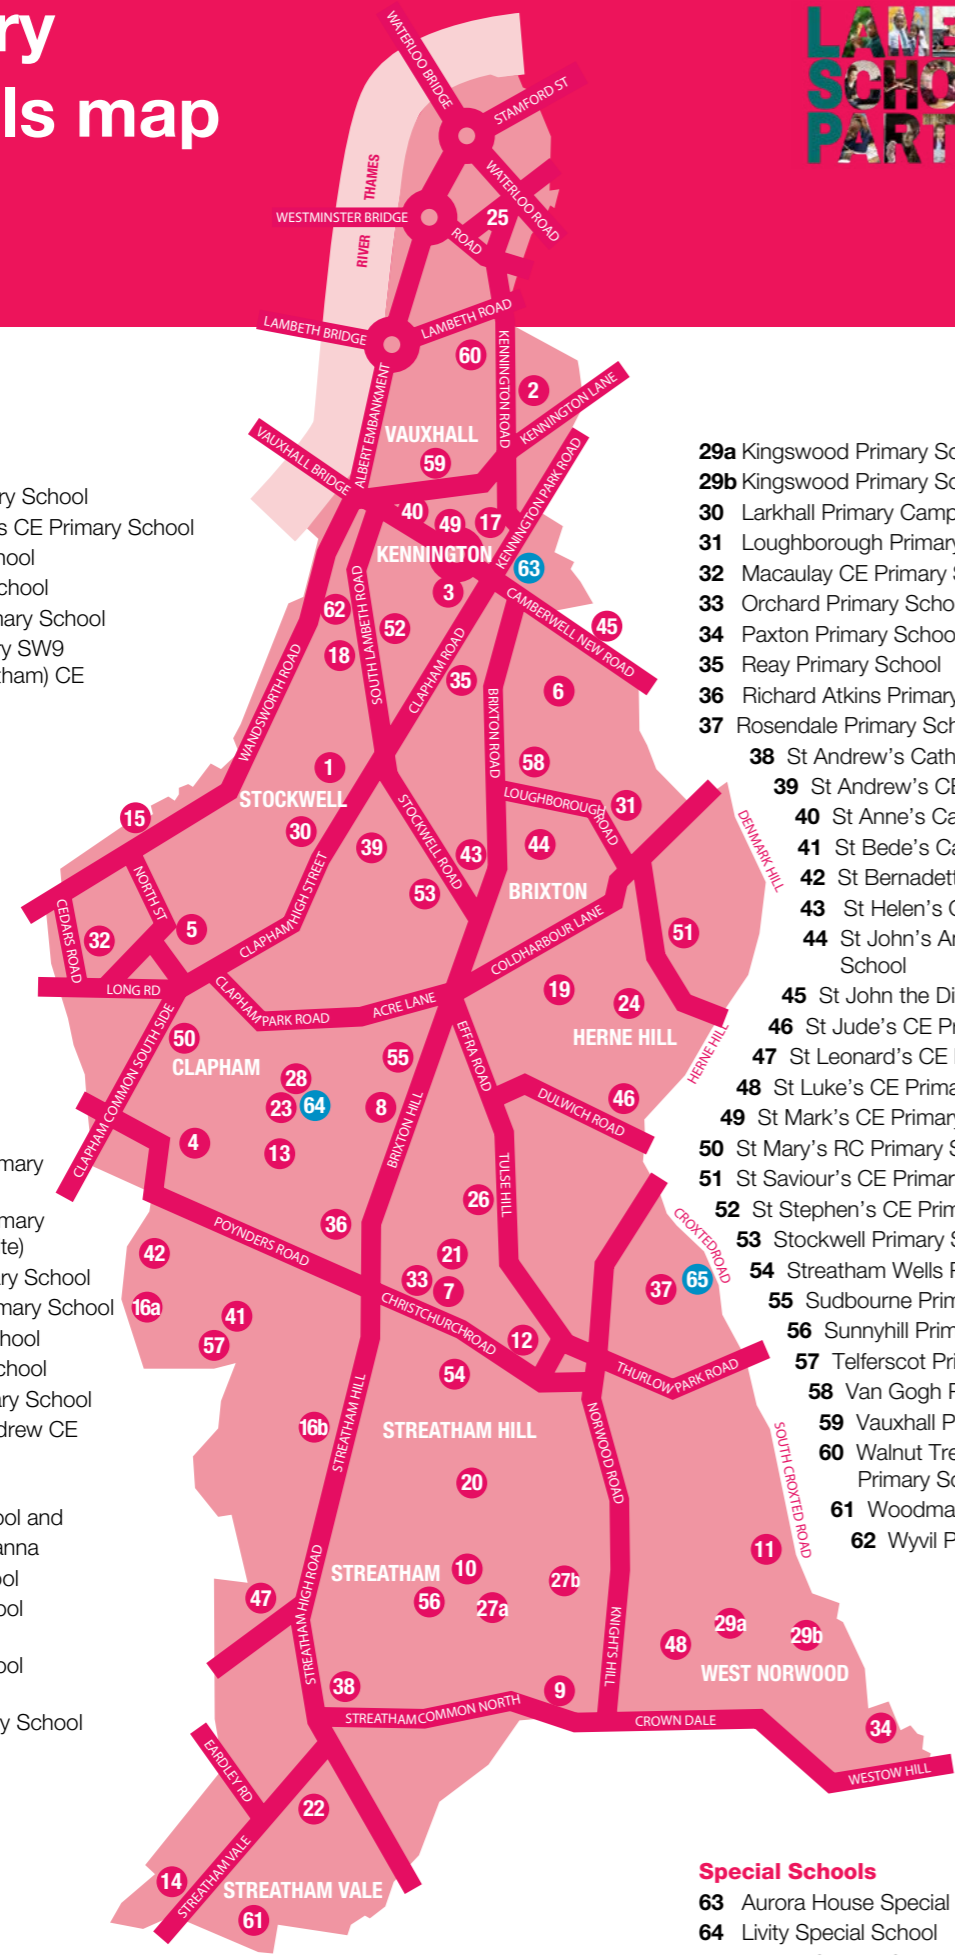 ry
ls map
LAME
SCHO
PART
WATERLOO BRIDGE
STAMFORD ST
RIVER THAMES
WATERLOO ROAD
WESTMINSTER BRIDGE
ROAD
25
LAMBETH BRIDGE
LAMBETH ROAD
60
KENNINGTON ROAD
2
KENNINGTON LANE
ALBERT EMBANKMENT
VAUXHALL
VAUXHALL BRIDGE
59
KENNINGTON PARK ROAD
40
49
17
KENNINGTON
63
3
CAMBERWELL NEW ROAD
62
52
45
18
SOUTH LAMBETH ROAD
WANDSWORTH ROAD
CLAPHAM ROAD
35
BRIXTON ROAD
6
1
58
STOCKWELL
LOUGHBOROUGH ROAD
31
15
30
39
STOCKWELL ROAD
43
44
DENMARK HILL
NORTH ST
53
BRIXTON
CEDARS ROAD
32
5
CLAPHAM HIGH STREET
COLDHARBOUR LANE
51
LONG RD
CLAPHAM PARK ROAD
ACRE LANE
19
24
50
CLAPHAM COMMON SOUTH SIDE
CLAPHAM
55
EFFRA ROAD
HERNE HILL
HERNE HILL
28
23
64
8
BRIXTON HILL
DULWICH ROAD
46
4
13
TULSE HILL
26
36
POYNDERS ROAD
CROXTED ROAD
42
21
33
7
37
65
16a
41
57
CHRISTCHURCH ROAD
12
54
THURLOW PARK ROAD
16b
STREATHAM HILL
STREATHAM HILL
NORWOOD ROAD
SOUTH CROXTED ROAD
20
11
STREATHAM
10
27b
47
STREATHAM HIGH ROAD
56
27a
KNIGHTS HILL
29a
29b
48
WEST NORWOOD
38
9
STREATHAM COMMON NORTH
CROWN DALE
34
WESTOW HILL
EARDLEY RD
22
STREATHAM VALE
14
STREATHAM VALE
61
ry School
s CE Primary School
hool
chool
mary School
ry SW9
tham) CE
mary
mary
te)
ry School
mary School
chool
chool
ary School
drew CE
ool and
anna
ool
ool
ool
y School
29a Kingswood Primary Sc
29b Kingswood Primary Sc
30 Larkhall Primary Camp
31 Loughborough Primary
32 Macaulay CE Primary S
33 Orchard Primary Schoo
34 Paxton Primary Schoo
35 Reay Primary School
36 Richard Atkins Primary
37 Rosendale Primary Sch
38 St Andrew's Cath
39 St Andrew's CE
40 St Anne's Ca
41 St Bede's Ca
42 St Bernadett
43 St Helen's C
44 St John's An
School
45 St John the Di
46 St Jude's CE Pr
47 St Leonard's CE
48 St Luke's CE Prima
49 St Mark's CE Primary
50 St Mary's RC Primary S
51 St Saviour's CE Primar
52 St Stephen's CE Prim
53 Stockwell Primary S
54 Streatham Wells P
55 Sudbourne Prim
56 Sunnyhill Prim
57 Telferscot Pri
58 Van Gogh P
59 Vauxhall P
60 Walnut Tre
Primary Sc
61 Woodma
62 Wyvil P
Special Schools
63 Aurora House Special
64 Livity Special School